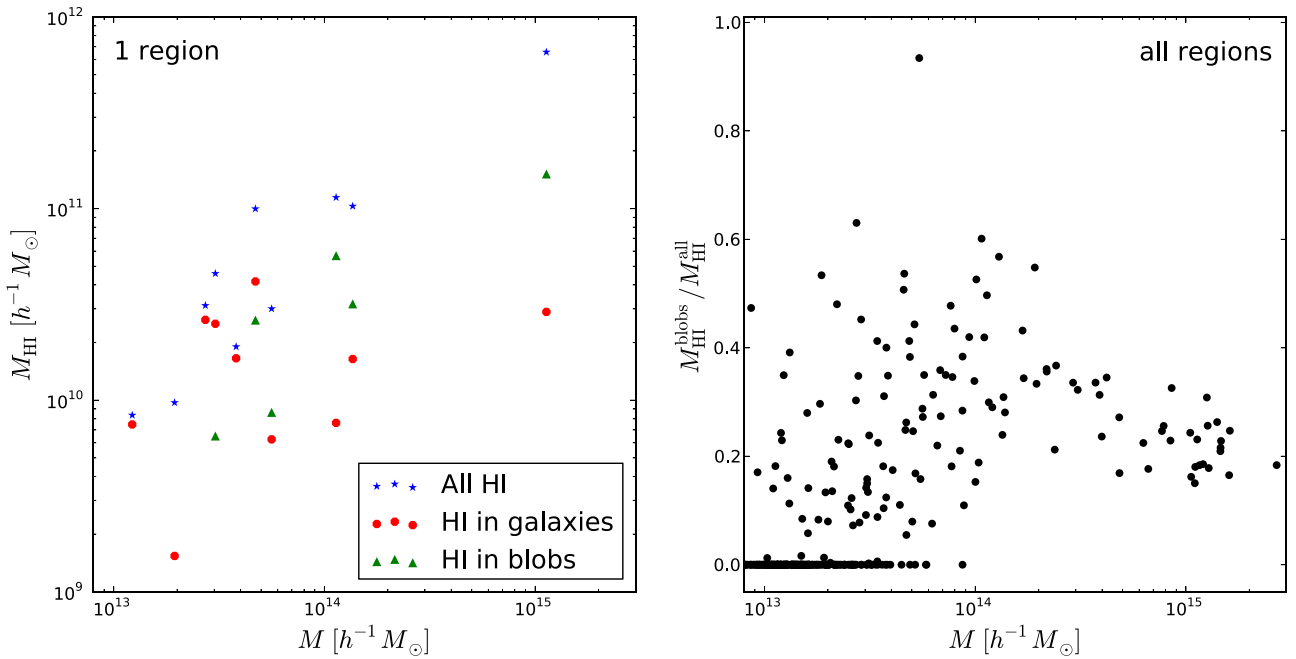 1 region
10^12
10^11
10^10
10^9
M_HI [h^−1 M_⊙]
All HI
HI in galaxies
HI in blobs
10^13 10^14 10^15
M [h^−1 M_⊙]
all regions
1.0
0.8
0.6
0.4
0.2
0.0
M_HI^blobs / M_HI^all
10^13 10^14 10^15
M [h^−1 M_⊙]